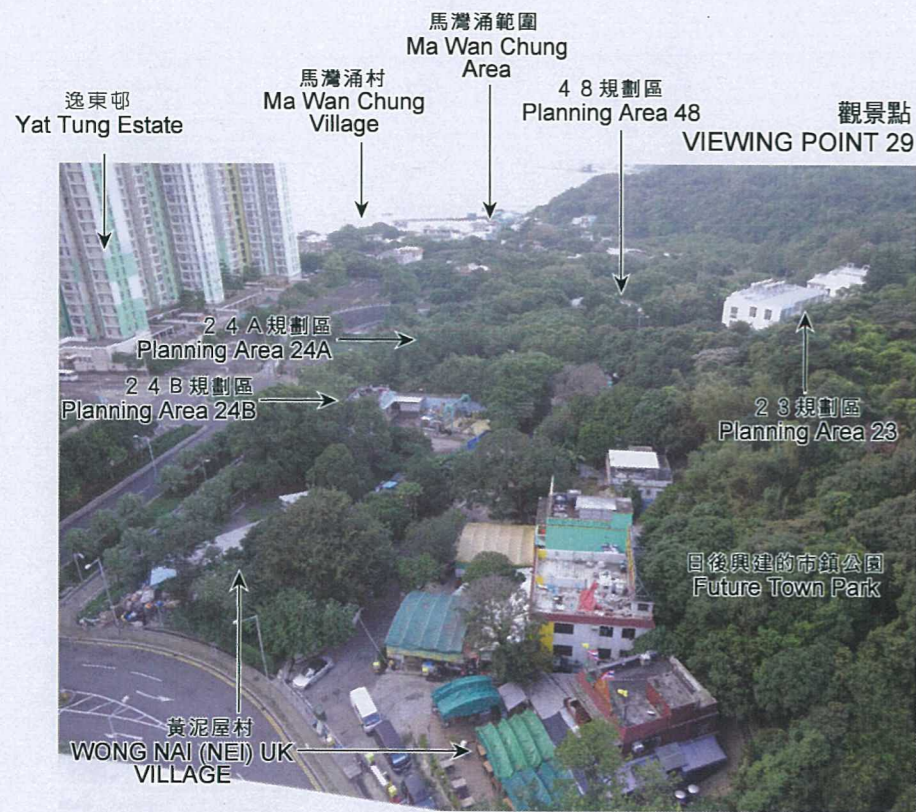 馬灣涌範圍
Ma Wan Chung
Area
馬灣涌村
Ma Wan Chung
Village
４８規劃區
Planning Area 48
逸東邨
Yat Tung Estate
觀景點
VIEWING POINT 29
２４Ａ規劃區
Planning Area 24A
２４Ｂ規劃區
Planning Area 24B
２３規劃區
Planning Area 23
日後興建的市鎮公園
Future Town Park
黃泥屋村
WONG NAI (NEI) UK
VILLAGE